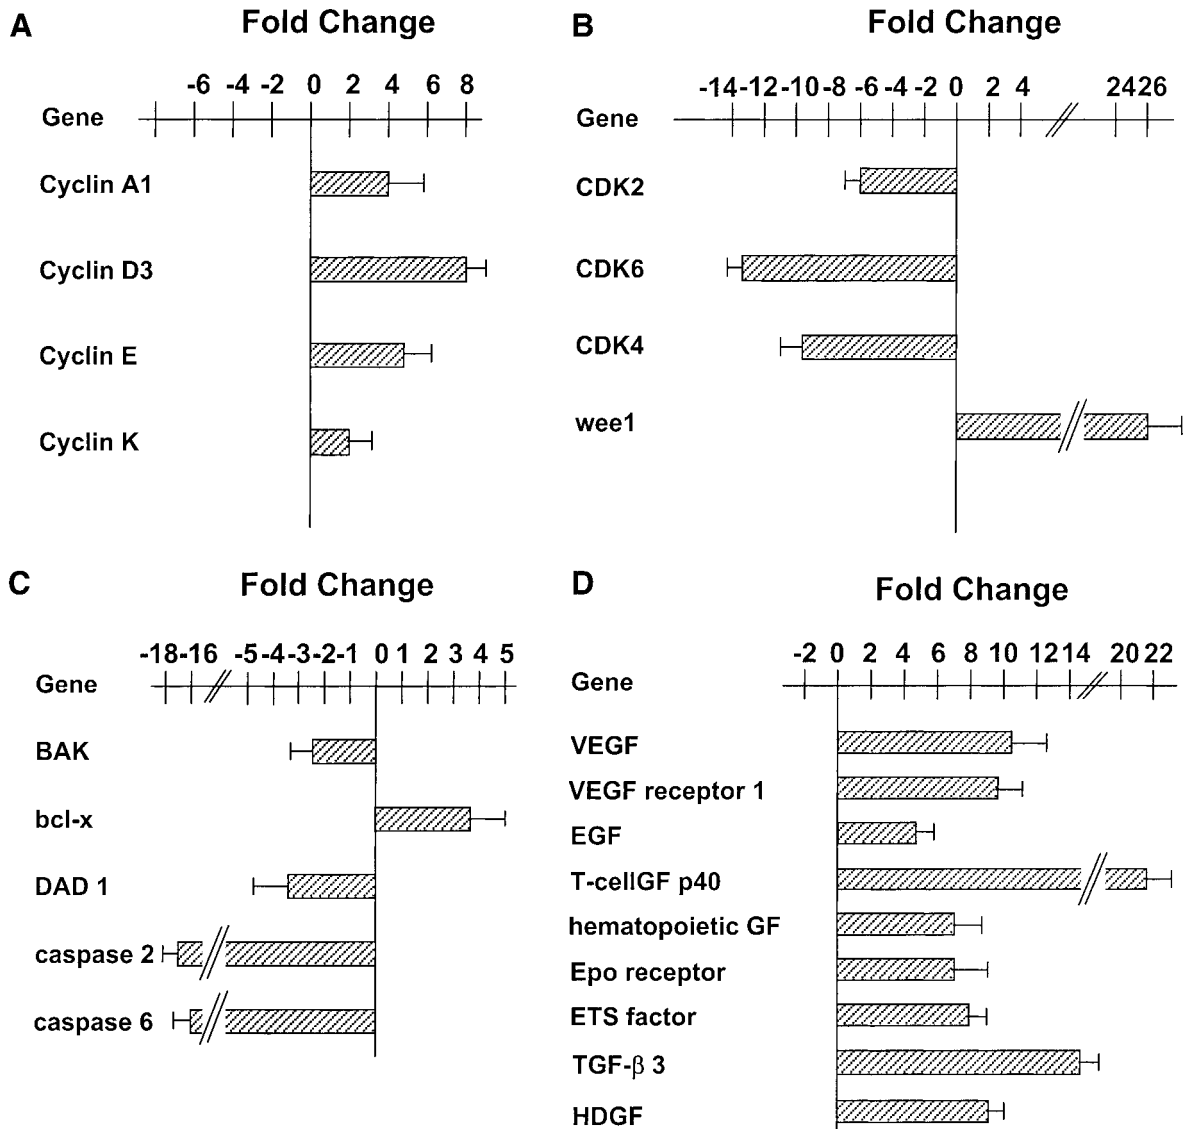 A
Fold Change
-6 -4 -2 0 2 4 6 8
Gene
Cyclin A1
Cyclin D3
Cyclin E
Cyclin K
B
Fold Change
-14 -12 -10 -8 -6 -4 -2 0 2 4 24 26
Gene
CDK2
CDK6
CDK4
wee1
C
Fold Change
-18 -16 -5 -4 -3 -2 -1 0 1 2 3 4 5
Gene
BAK
bcl-x
DAD 1
caspase 2
caspase 6
D
Fold Change
-2 0 2 4 6 8 10 12 14 20 22
Gene
VEGF
VEGF receptor 1
EGF
T-cellGF p40
hematopoietic GF
Epo receptor
ETS factor
TGF-β 3
HDGF